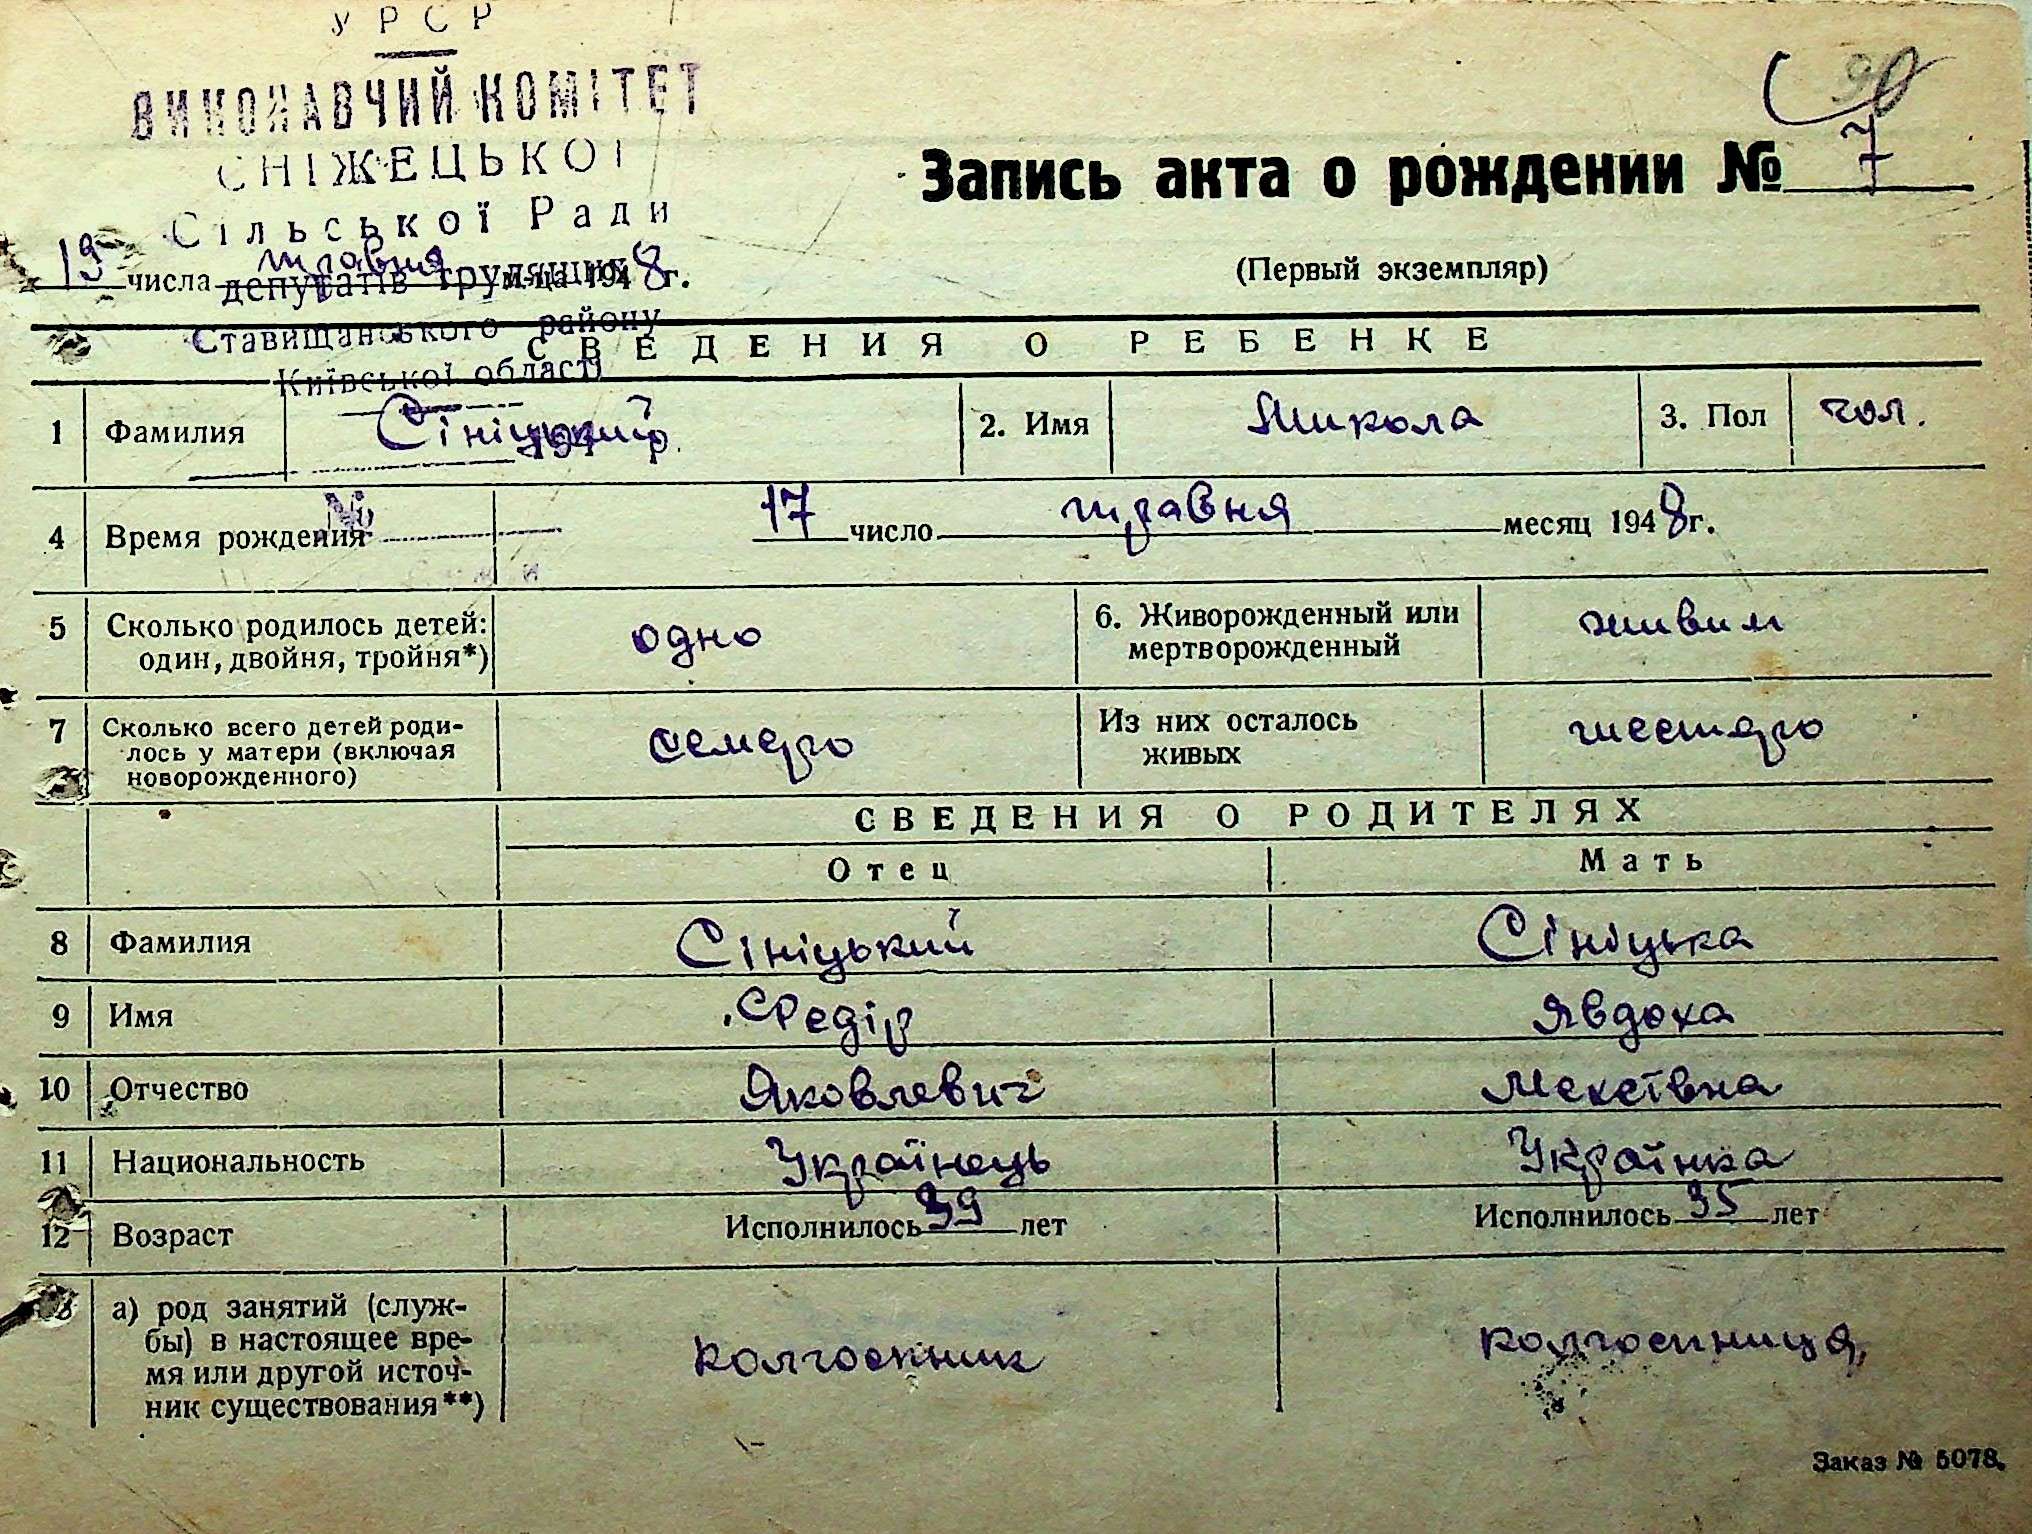 УРСР
ВИКОНАВЧИЙ КОМІТЕТ
СНІЖЕЦЬКОЇ
Сільської Ради
депутатів трудящих
Ставищанського району
Київської області
№
90
Запись акта о рождении № 7
(Первый экземпляр)
19 числа травня м-ца 1948 г.
СВЕДЕНИЯ О РЕБЕНКЕ
1 Фамилия Сініцький 2. Имя Микола 3. Пол чол.
4 Время рождения 17 число травня месяц 1948 г.
5 Сколько родилось детей: один, двойня, тройня*) одно 6. Живорожденный или мертворожденный живим
7 Сколько всего детей родилось у матери (включая новорожденного) семеро Из них осталось живых шестеро
СВЕДЕНИЯ О РОДИТЕЛЯХ
Отец Мать
8 Фамилия Сініцький Сініцька
9 Имя Федір Явдоха
10 Отчество Яковлевич Мекетівна
11 Национальность Українець Українка
12 Возраст Исполнилось 39 лет Исполнилось 35 лет
а) род занятий (службы) в настоящее время или другой источник существования**) колгоспник колгоспниця,
Заказ № 5078.